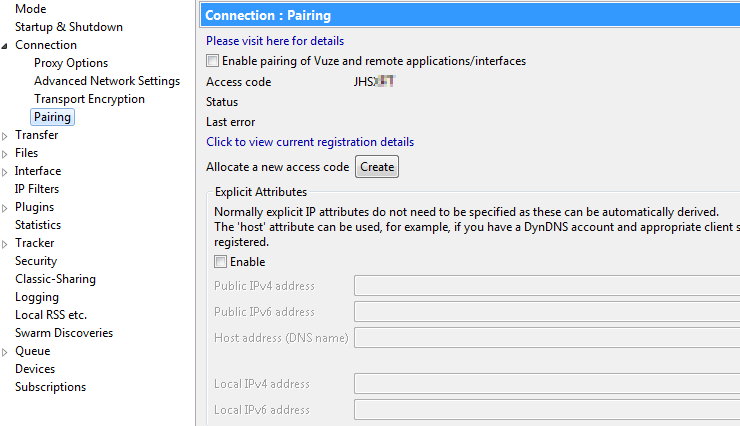 Mode
Startup & Shutdown
Connection
Proxy Options
Advanced Network Settings
Transport Encryption
Pairing
Transfer
Files
Interface
IP Filters
Plugins
Statistics
Tracker
Security
Classic-Sharing
Logging
Local RSS etc.
Swarm Discoveries
Queue
Devices
Subscriptions
Connection : Pairing
Please visit here for details
Enable pairing of Vuze and remote applications/interfaces
Access code
Status
Last error
Click to view current registration details
Allocate a new access code Create
Explicit Attributes
Normally explicit IP attributes do not need to be specified as these can be automatically derived.
The 'host' attribute can be used, for example, if you have a DynDNS account and appropriate client s
registered.
Enable
Public IPv4 address
Public IPv6 address
Host address (DNS name)
Local IPv4 address
Local IPv6 address